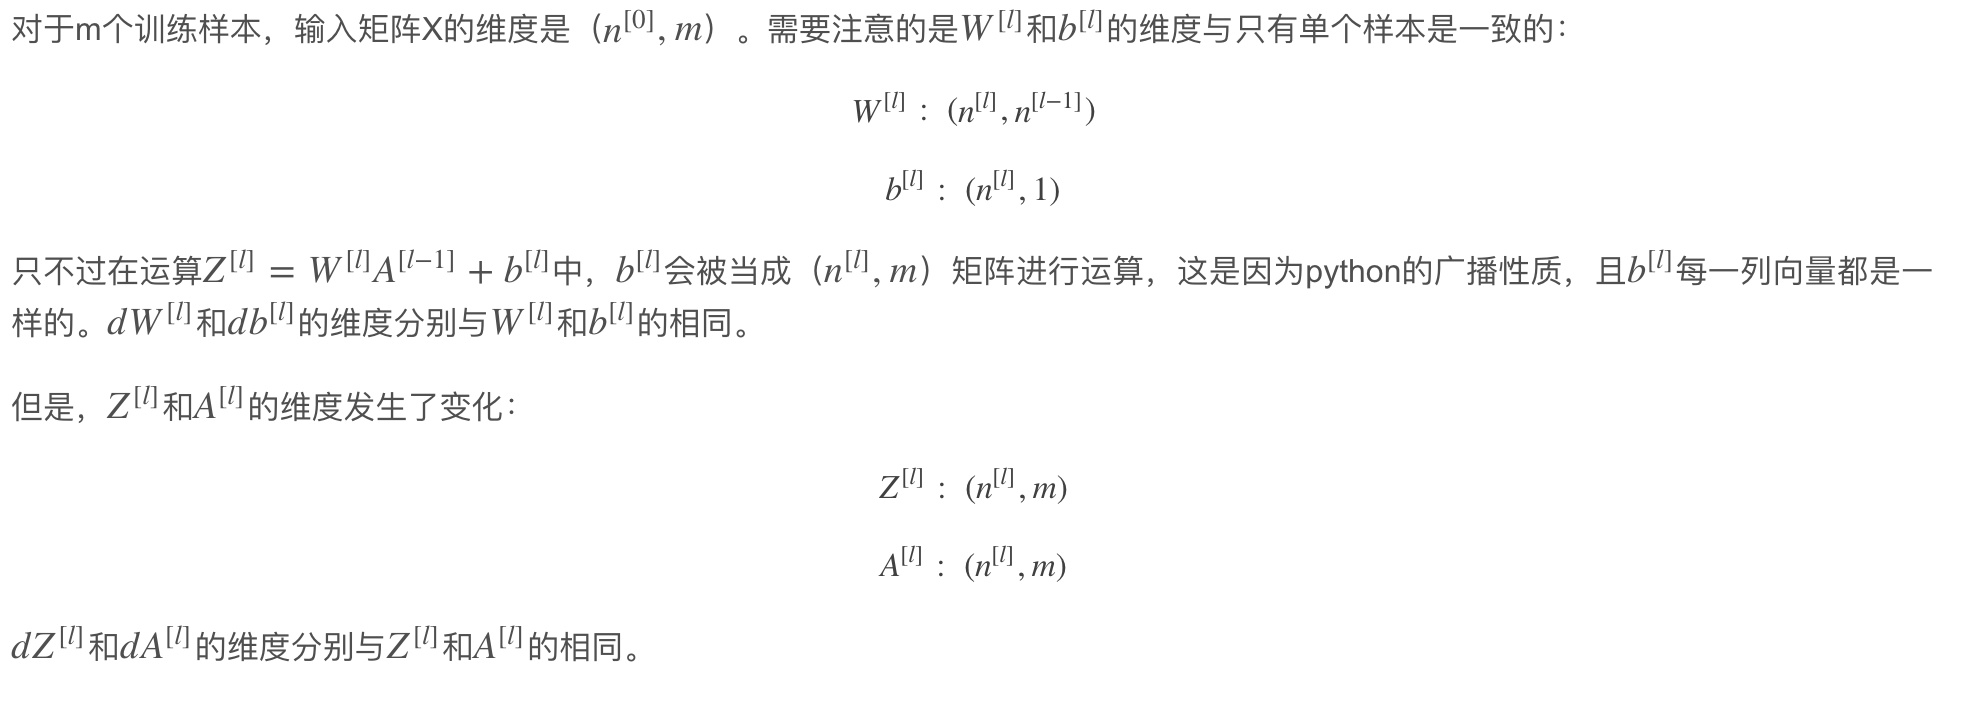 对于m个训练样本，输入矩阵X的维度是（$n^{[0]}, m$）。需要注意的是$W^{[l]}$和$b^{[l]}$的维度与只有单个样本是一致的：
$W^{[l]} : (n^{[l]}, n^{[l-1]})$
$b^{[l]} : (n^{[l]}, 1)$
只不过在运算$Z^{[l]} = W^{[l]}A^{[l-1]} + b^{[l]}$中，$b^{[l]}$会被当成（$n^{[l]}, m$）矩阵进行运算，这是因为python的广播性质，且$b^{[l]}$每一列向量都是一
样的。$dW^{[l]}$和$db^{[l]}$的维度分别与$W^{[l]}$和$b^{[l]}$的相同。
但是，$Z^{[l]}$和$A^{[l]}$的维度发生了变化：
$Z^{[l]} : (n^{[l]}, m)$
$A^{[l]} : (n^{[l]}, m)$
$dZ^{[l]}$和$dA^{[l]}$的维度分别与$Z^{[l]}$和$A^{[l]}$的相同。